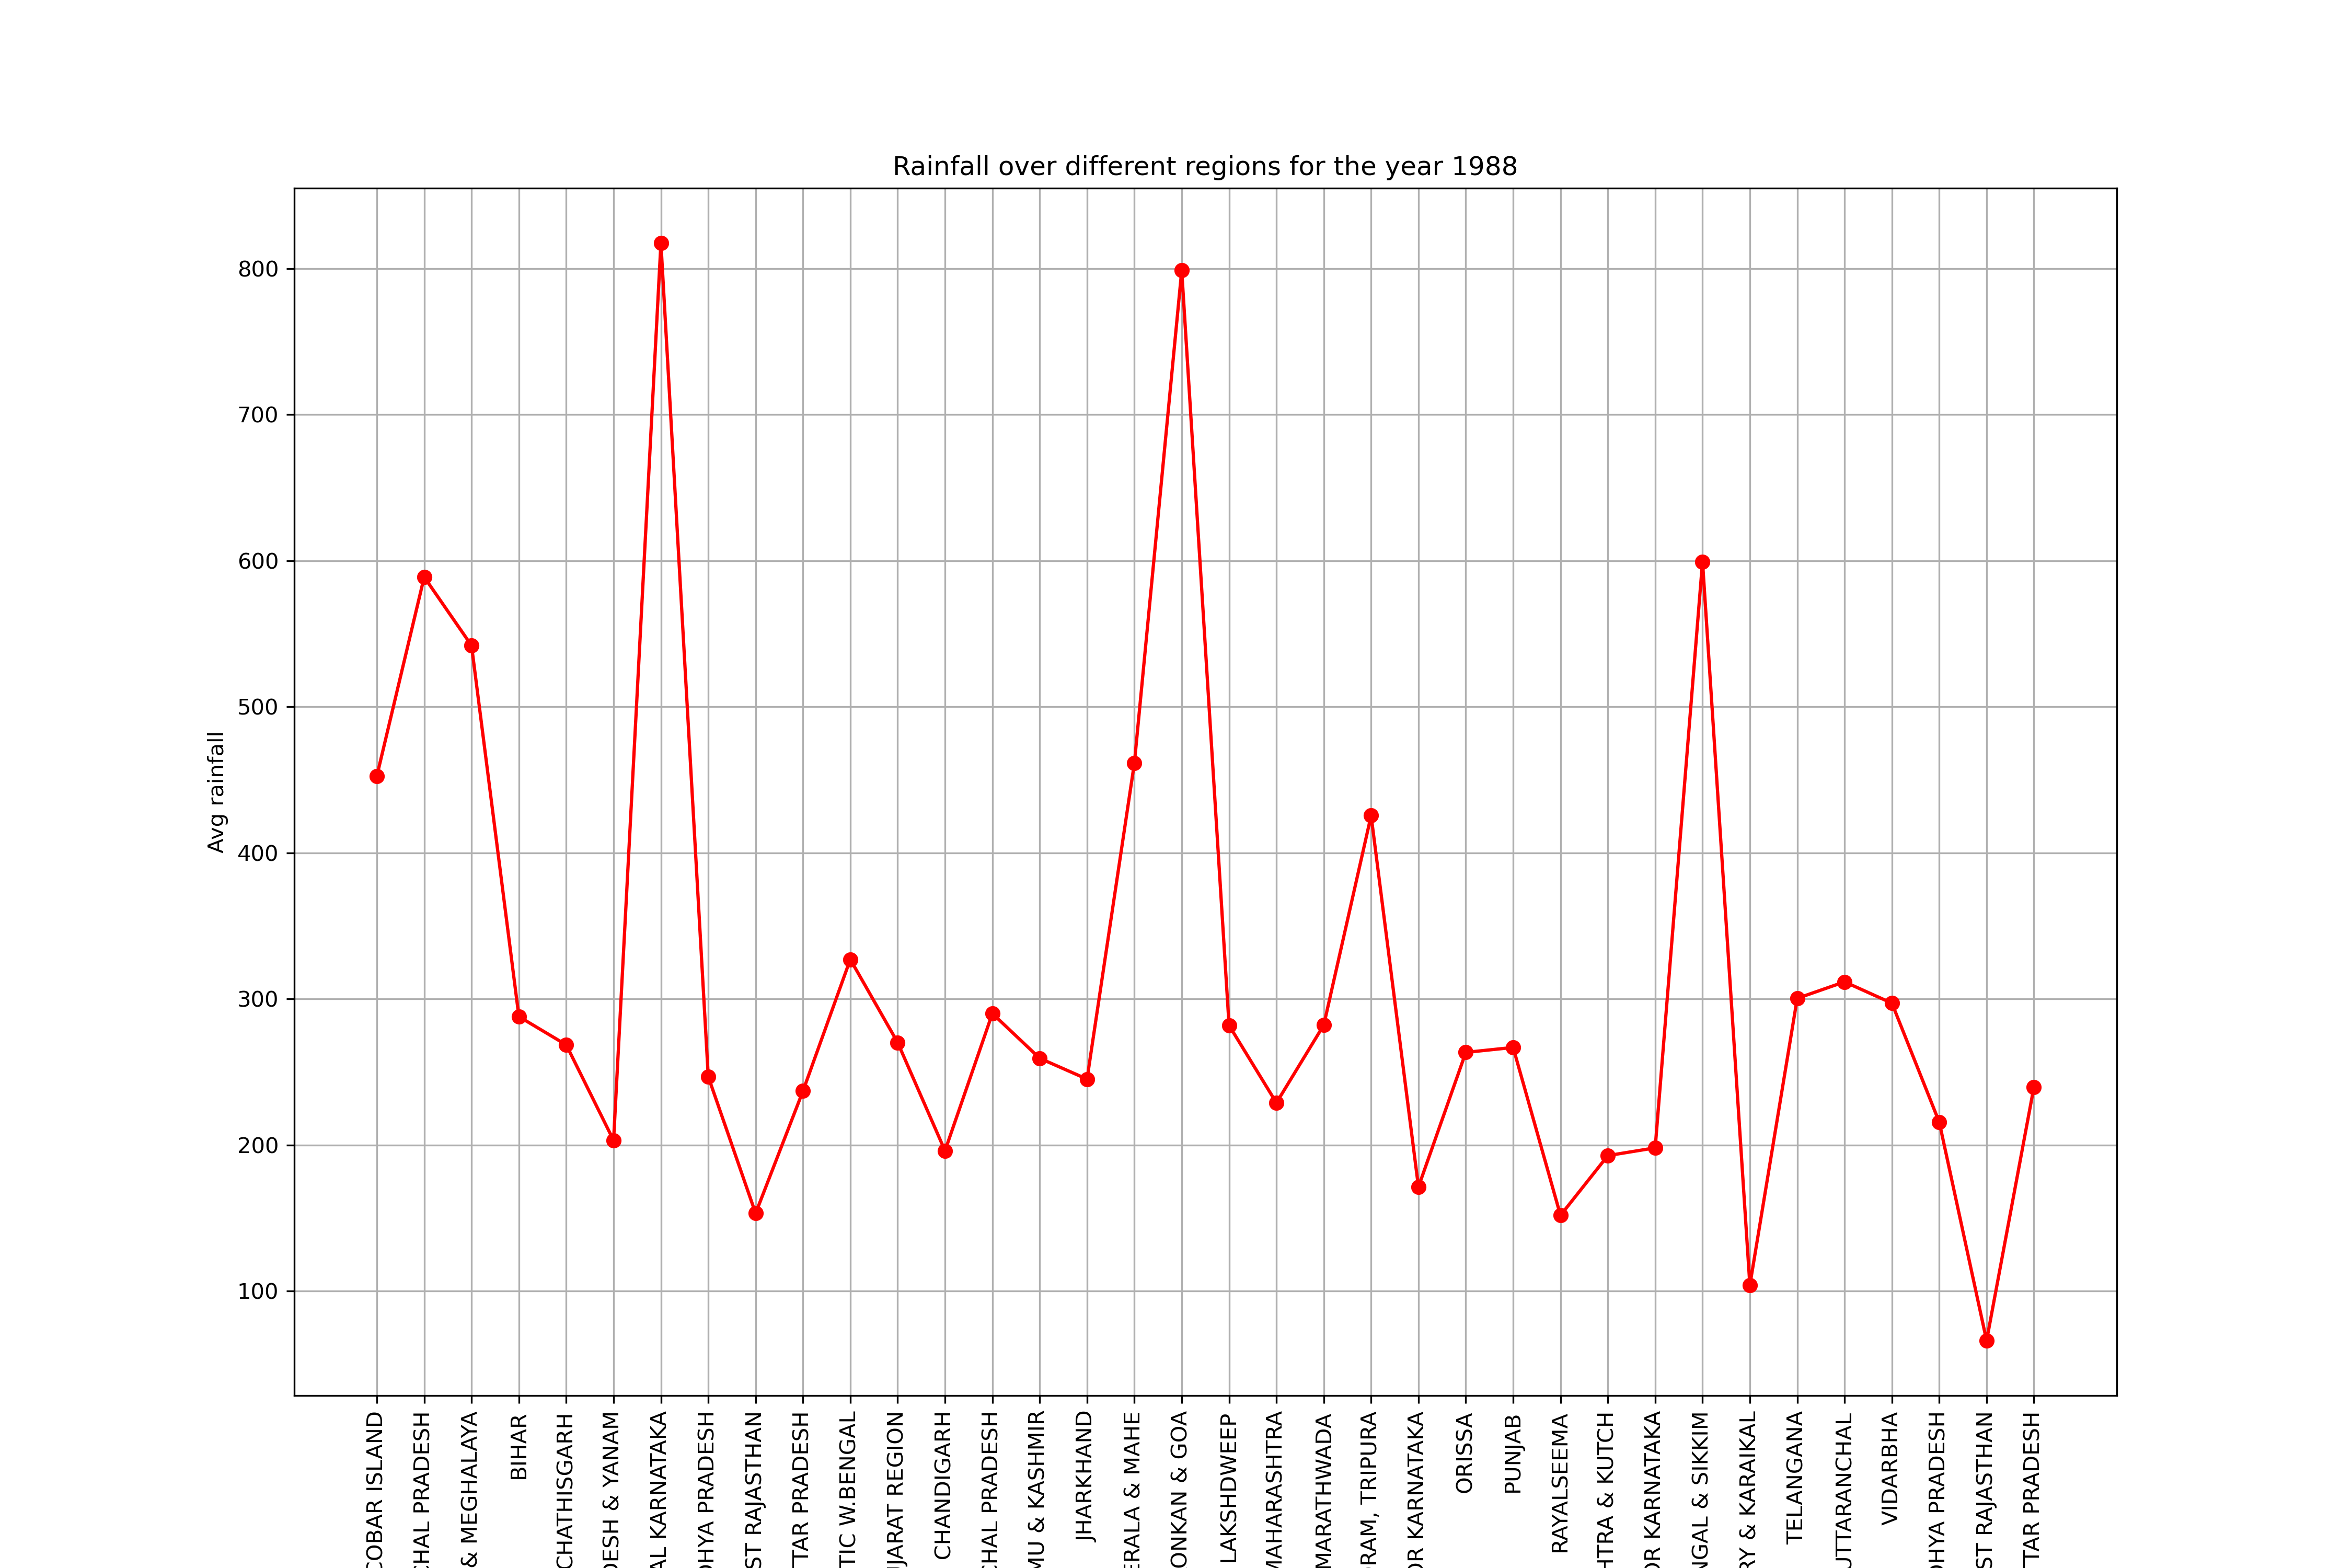 Rainfall over different regions for the year 1988
Avg rainfall
800
700
600
500
400
300
200
100
COBAR ISLAND
CHAL PRADESH
& MEGHALAYA
BIHAR
CHATHISGARH
DESH & YANAM
AL KARNATAKA
DHYA PRADESH
ST RAJASTHAN
TTAR PRADESH
TIC W.BENGAL
JARAT REGION
CHANDIGARH
CHAL PRADESH
MU & KASHMIR
JHARKHAND
ERALA & MAHE
ONKAN & GOA
LAKSHDWEEP
MAHARASHTRA
MARATHWADA
RAM, TRIPURA
OR KARNATAKA
ORISSA
PUNJAB
RAYALSEEMA
HTRA & KUTCH
OR KARNATAKA
NGAL & SIKKIM
RY & KARAIKAL
TELANGANA
UTTARANCHAL
VIDARBHA
DHYA PRADESH
ST RAJASTHAN
TTAR PRADESH